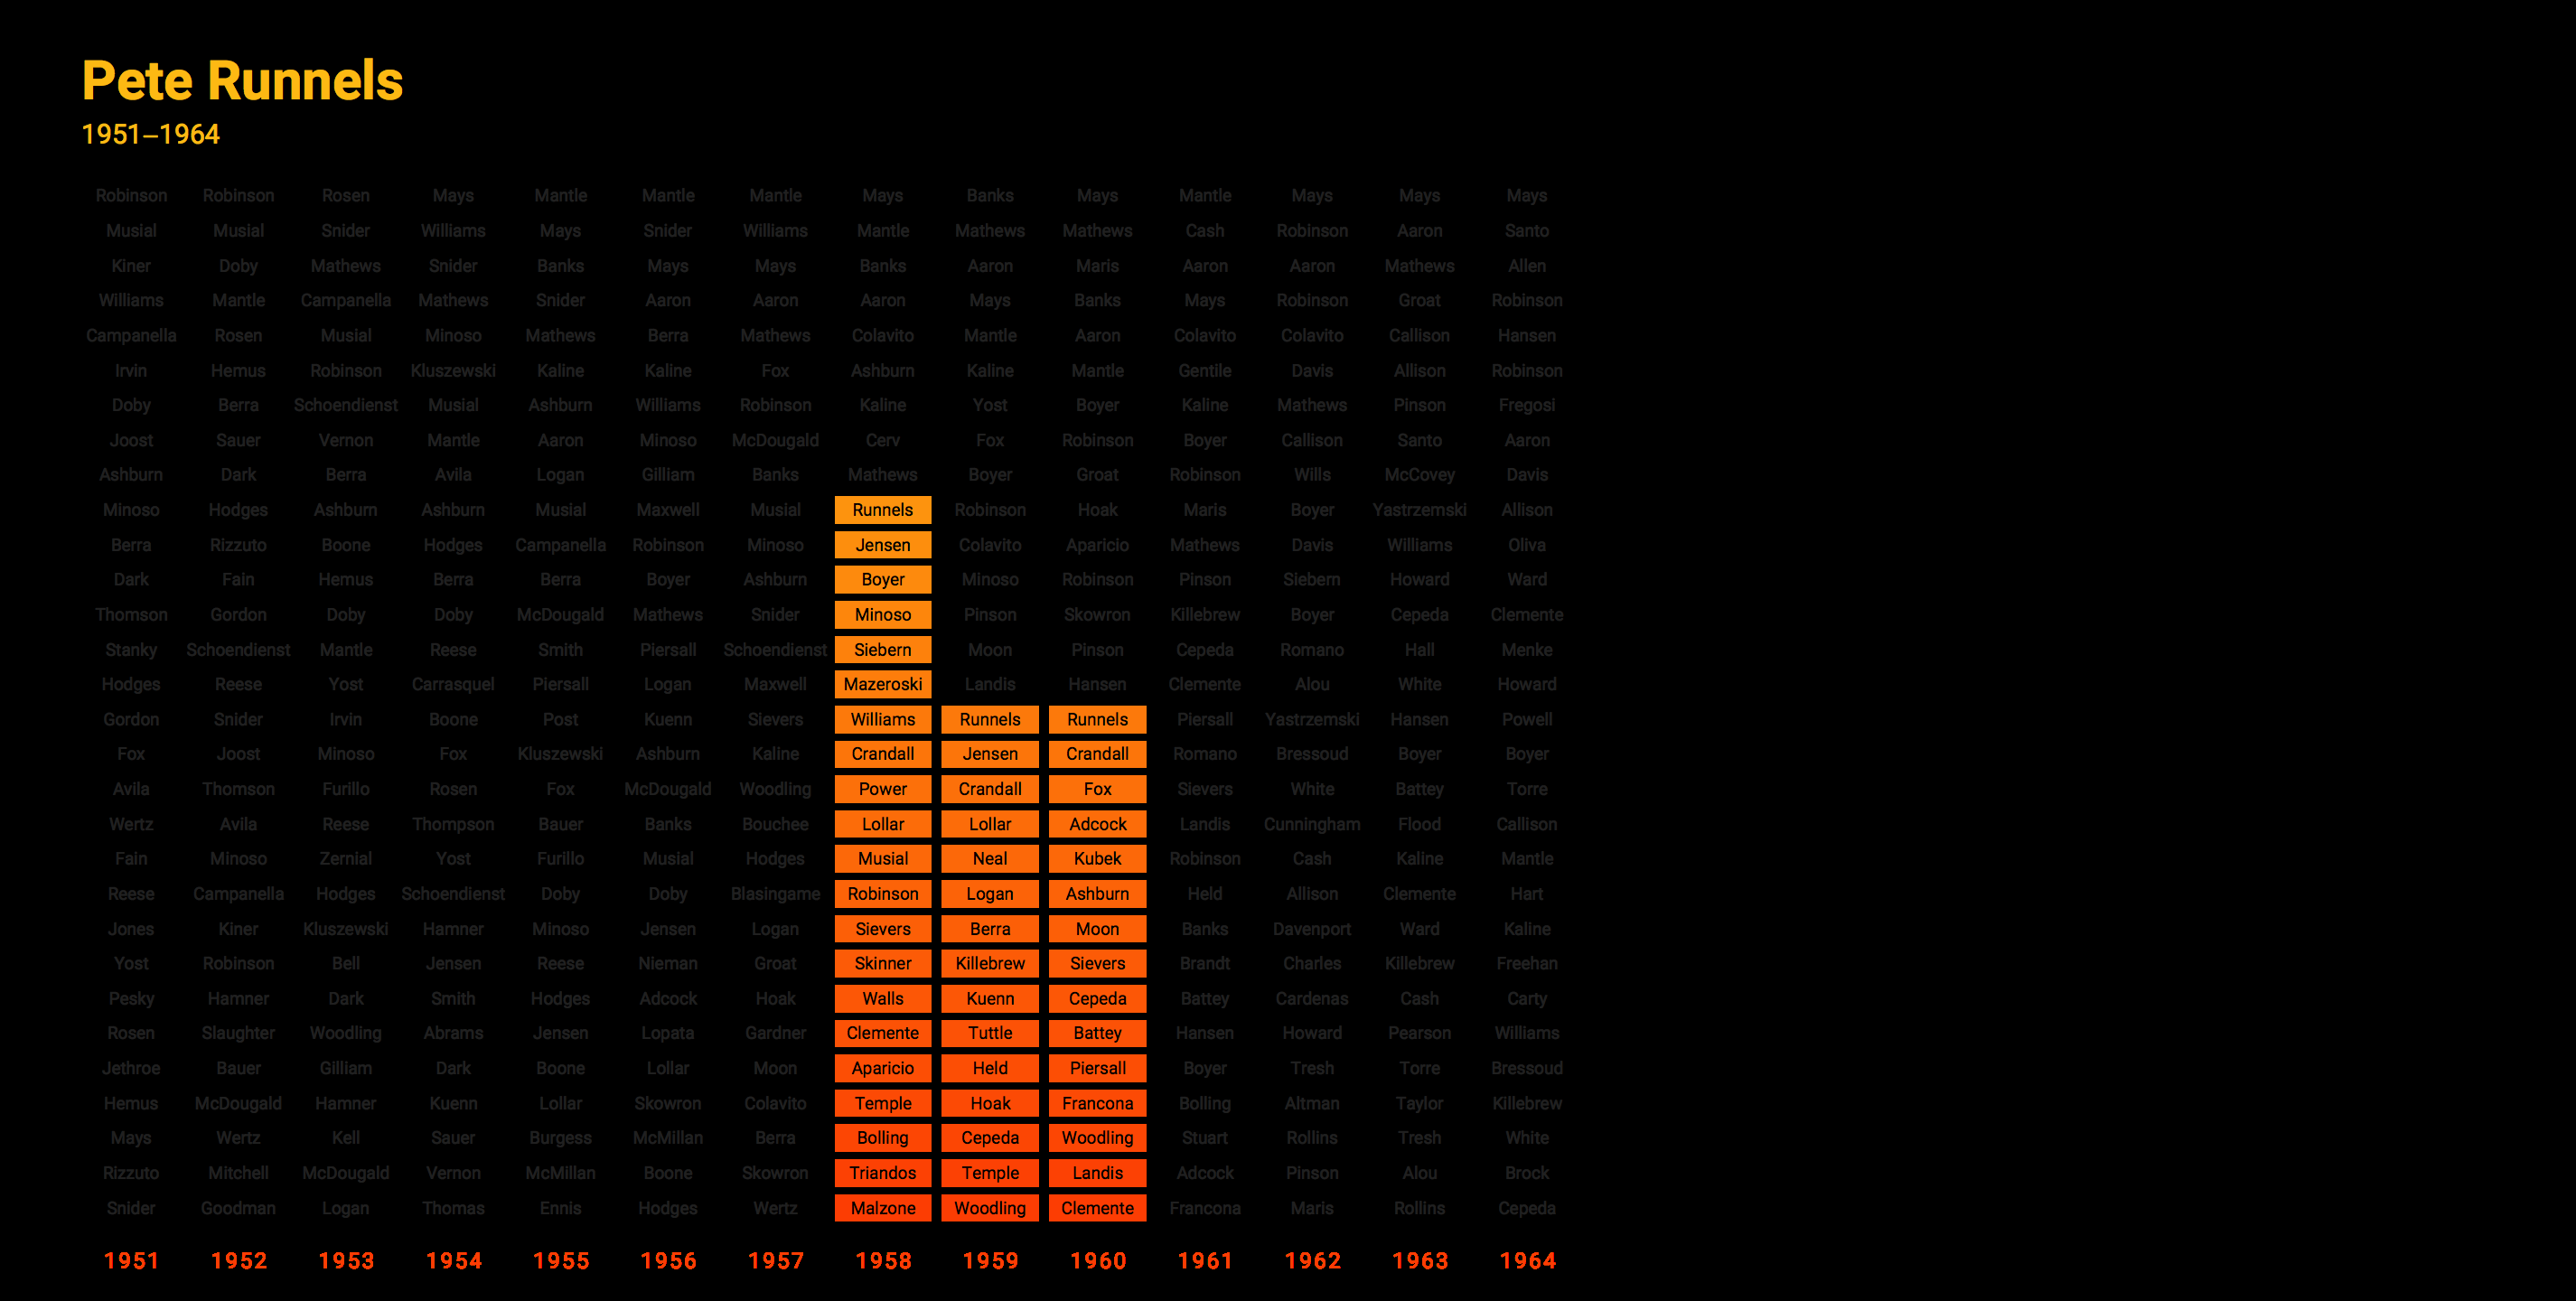 Pete Runnels
1951–1964
Robinson Robinson Rosen Mays Mantle Mantle Mantle Mays Banks Mays Mantle Mays Mays Mays
Musial Musial Snider Williams Mays Snider Williams Mantle Mathews Mathews Cash Robinson Aaron Santo
Kiner Doby Mathews Snider Banks Mays Mays Banks Aaron Maris Aaron Aaron Mathews Allen
Williams Mantle Campanella Mathews Snider Aaron Aaron Aaron Mays Banks Mays Robinson Groat Robinson
Campanella Rosen Musial Minoso Mathews Berra Mathews Colavito Mantle Aaron Colavito Colavito Callison Hansen
Irvin Hemus Robinson Kluszewski Kaline Kaline Fox Ashburn Kaline Mantle Gentile Davis Allison Robinson
Doby Berra Schoendienst Musial Ashburn Williams Robinson Kaline Yost Boyer Kaline Mathews Pinson Fregosi
Joost Sauer Vernon Mantle Aaron Minoso McDougald Cerv Fox Robinson Boyer Callison Santo Aaron
Ashburn Dark Berra Avila Logan Gilliam Banks Mathews Boyer Groat Robinson Wills McCovey Davis
Minoso Hodges Ashburn Ashburn Musial Maxwell Musial Runnels Robinson Hoak Maris Boyer Yastrzemski Allison
Berra Rizzuto Boone Hodges Campanella Robinson Minoso Jensen Colavito Aparicio Mathews Davis Williams Oliva
Dark Fain Hemus Berra Berra Boyer Ashburn Boyer Minoso Robinson Pinson Siebern Howard Ward
Thomson Gordon Doby Doby McDougald Mathews Snider Minoso Pinson Skowron Killebrew Boyer Cepeda Clemente
Stanky Schoendienst Mantle Reese Smith Piersall Schoendienst Siebern Moon Pinson Cepeda Romano Hall Menke
Hodges Reese Yost Carrasquel Piersall Logan Maxwell Mazeroski Landis Hansen Clemente Alou White Howard
Gordon Snider Irvin Boone Post Kuenn Sievers Williams Runnels Runnels Piersall Yastrzemski Hansen Powell
Fox Joost Minoso Fox Kluszewski Ashburn Kaline Crandall Jensen Crandall Romano Bressoud Boyer Boyer
Avila Thomson Furillo Rosen Fox McDougald Woodling Power Crandall Fox Sievers White Battey Torre
Wertz Avila Reese Thompson Bauer Banks Bouchee Lollar Lollar Adcock Landis Cunningham Flood Callison
Fain Minoso Zernial Yost Furillo Musial Hodges Musial Neal Kubek Robinson Cash Kaline Mantle
Reese Campanella Hodges Schoendienst Doby Doby Blasingame Robinson Logan Ashburn Held Allison Clemente Hart
Jones Kiner Kluszewski Hamner Minoso Jensen Logan Sievers Berra Moon Banks Davenport Ward Kaline
Yost Robinson Bell Jensen Reese Nieman Groat Skinner Killebrew Sievers Brandt Charles Killebrew Freehan
Pesky Hamner Dark Smith Hodges Adcock Hoak Walls Kuenn Cepeda Battey Cardenas Cash Carty
Rosen Slaughter Woodling Abrams Jensen Lopata Gardner Clemente Tuttle Battey Hansen Howard Pearson Williams
Jethroe Bauer Gilliam Dark Boone Lollar Moon Aparicio Held Piersall Boyer Tresh Torre Bressoud
Hemus McDougald Hamner Kuenn Lollar Skowron Colavito Temple Hoak Francona Bolling Altman Taylor Killebrew
Mays Wertz Kell Sauer Burgess McMillan Berra Bolling Cepeda Woodling Stuart Rollins Tresh White
Rizzuto Mitchell McDougald Vernon McMillan Boone Skowron Triandos Temple Landis Adcock Pinson Alou Brock
Snider Goodman Logan Thomas Ennis Hodges Wertz Malzone Woodling Clemente Francona Maris Rollins Cepeda
1951 1952 1953 1954 1955 1956 1957 1958 1959 1960 1961 1962 1963 1964